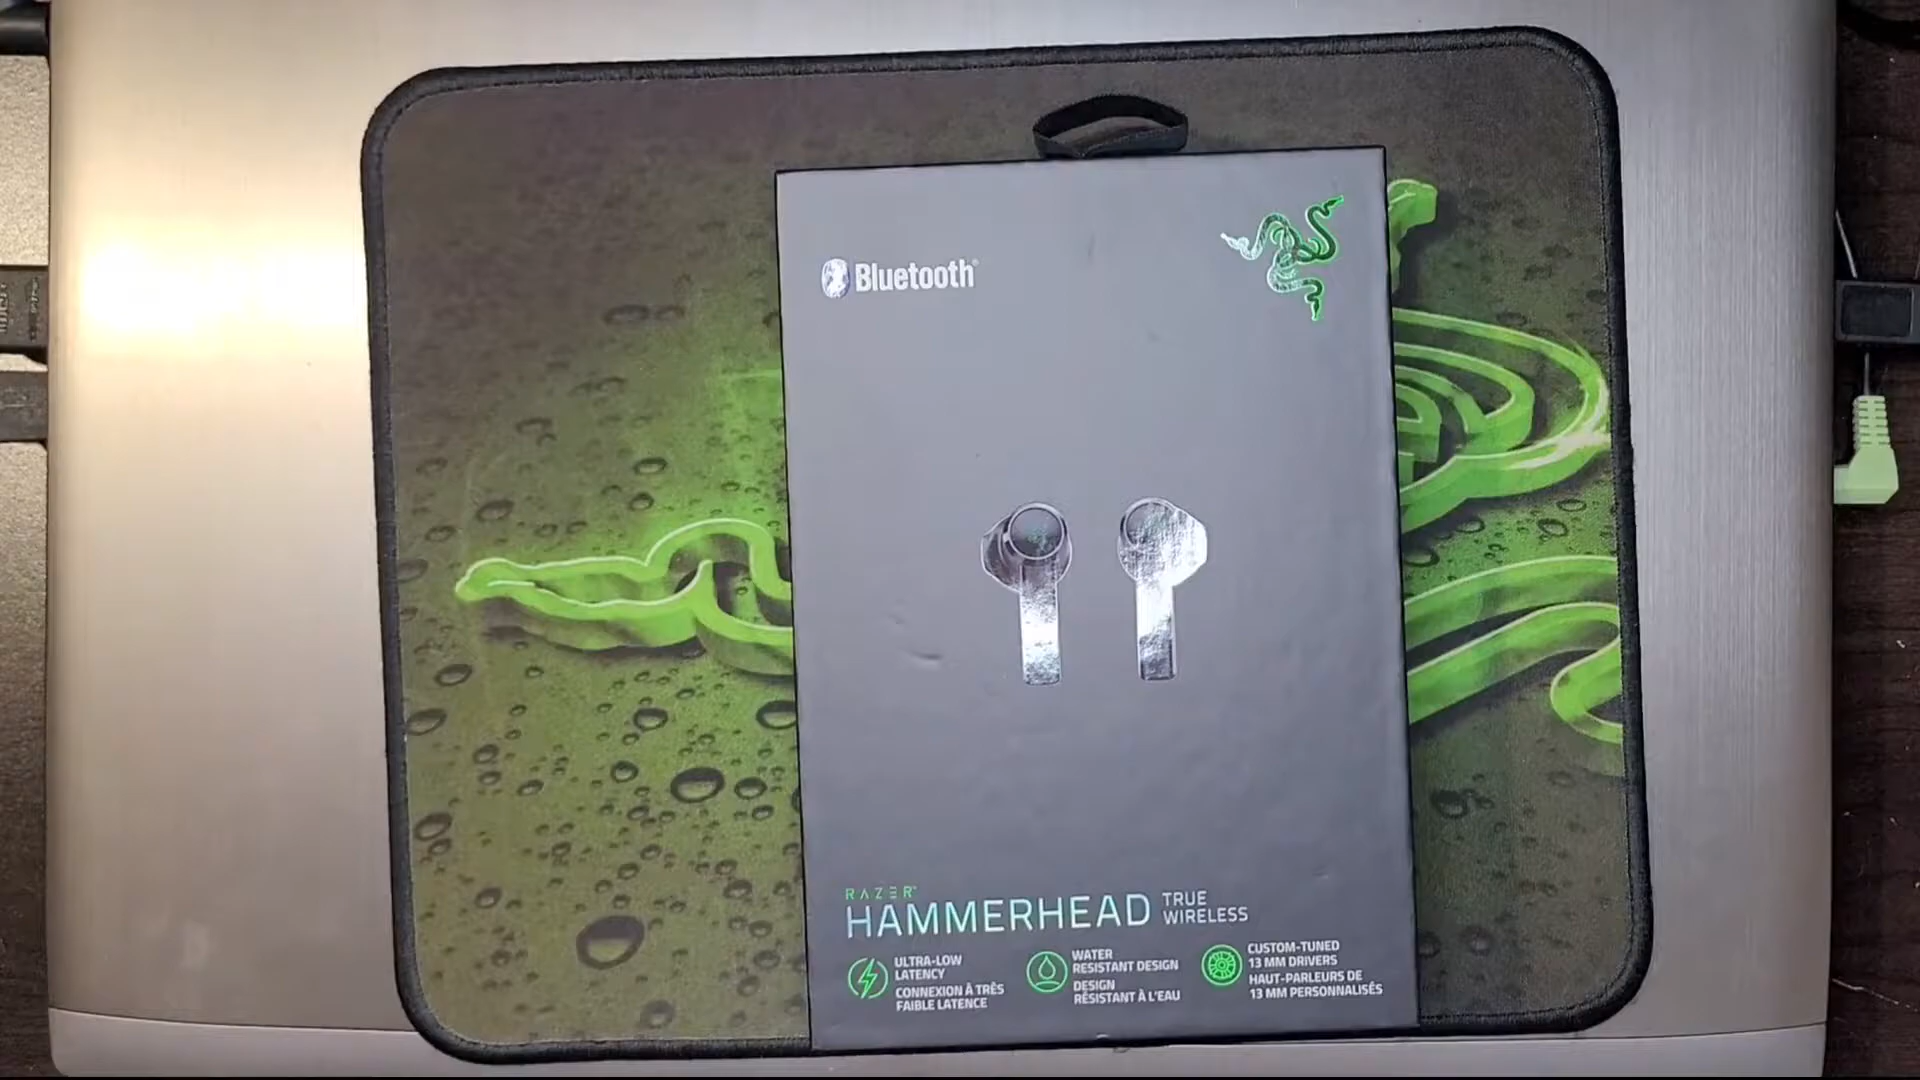 Bluetooth®
RAZER™
HAMMERHEAD TRUE
WIRELESS
ULTRA-LOW
LATENCY
CONNEXION À TRÈS
FAIBLE LATENCE
WATER
RESISTANT DESIGN
DESIGN
RÉSISTANT À L'EAU
CUSTOM-TUNED
13 MM DRIVERS
HAUT-PARLEURS DE
13 MM PERSONNALISÉS